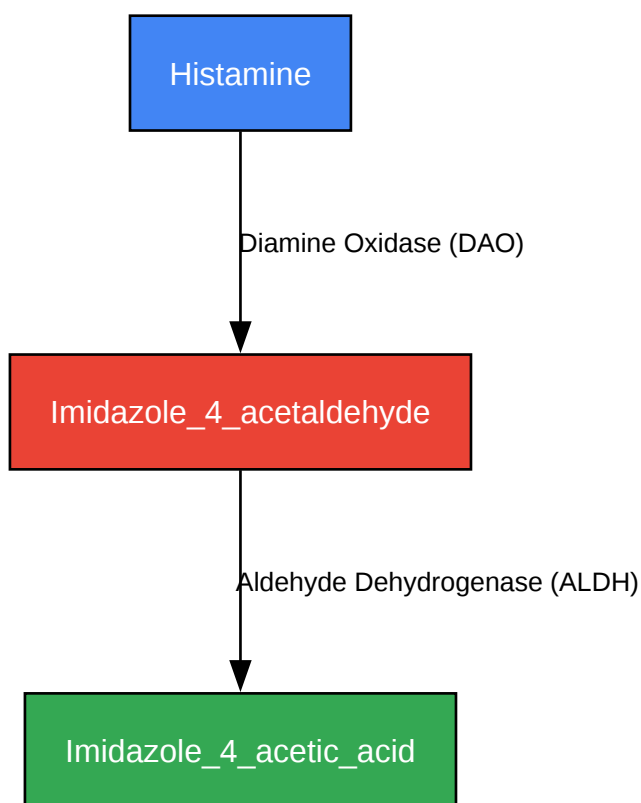 Histamine
Diamine Oxidase (DAO)
Imidazole_4_acetaldehyde
Aldehyde Dehydrogenase (ALDH)
Imidazole_4_acetic_acid